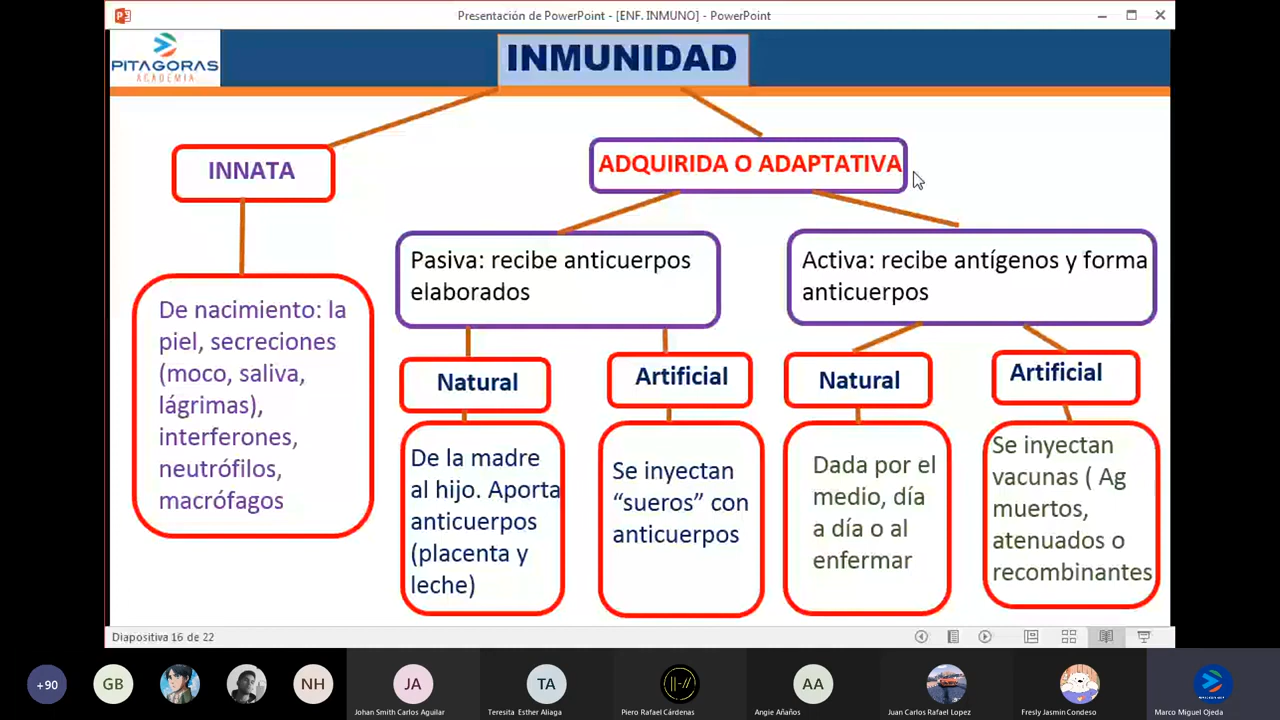 Presentación de PowerPoint - [ENF. INMUNO] - PowerPoint
PITAGORAS
ACADEMIA
INMUNIDAD
INNATA
ADQUIRIDA O ADAPTATIVA
De nacimiento: la
piel, secreciones
(moco, saliva,
lágrimas),
interferones,
neutrófilos,
macrófagos
Pasiva: recibe anticuerpos
elaborados
Activa: recibe antígenos y forma
anticuerpos
Natural
Artificial
Natural
Artificial
De la madre
al hijo. Aporta
anticuerpos
(placenta y
leche)
Se inyectan
“sueros” con
anticuerpos
Dada por el
medio, día
a día o al
enfermar
Se inyectan
vacunas ( Ag
muertos,
atenuados o
recombinantes
Diapositiva 16 de 22
+90
GB
NH
JA
TA
AA
Johan Smith Carlos Aguilar
Teresita Esther Aliaga
Piero Rafael Cárdenas
Angie Añaños
Juan Carlos Rafael Lopez
Fresly Jasmin Condeso
Marco Miguel Ojeda